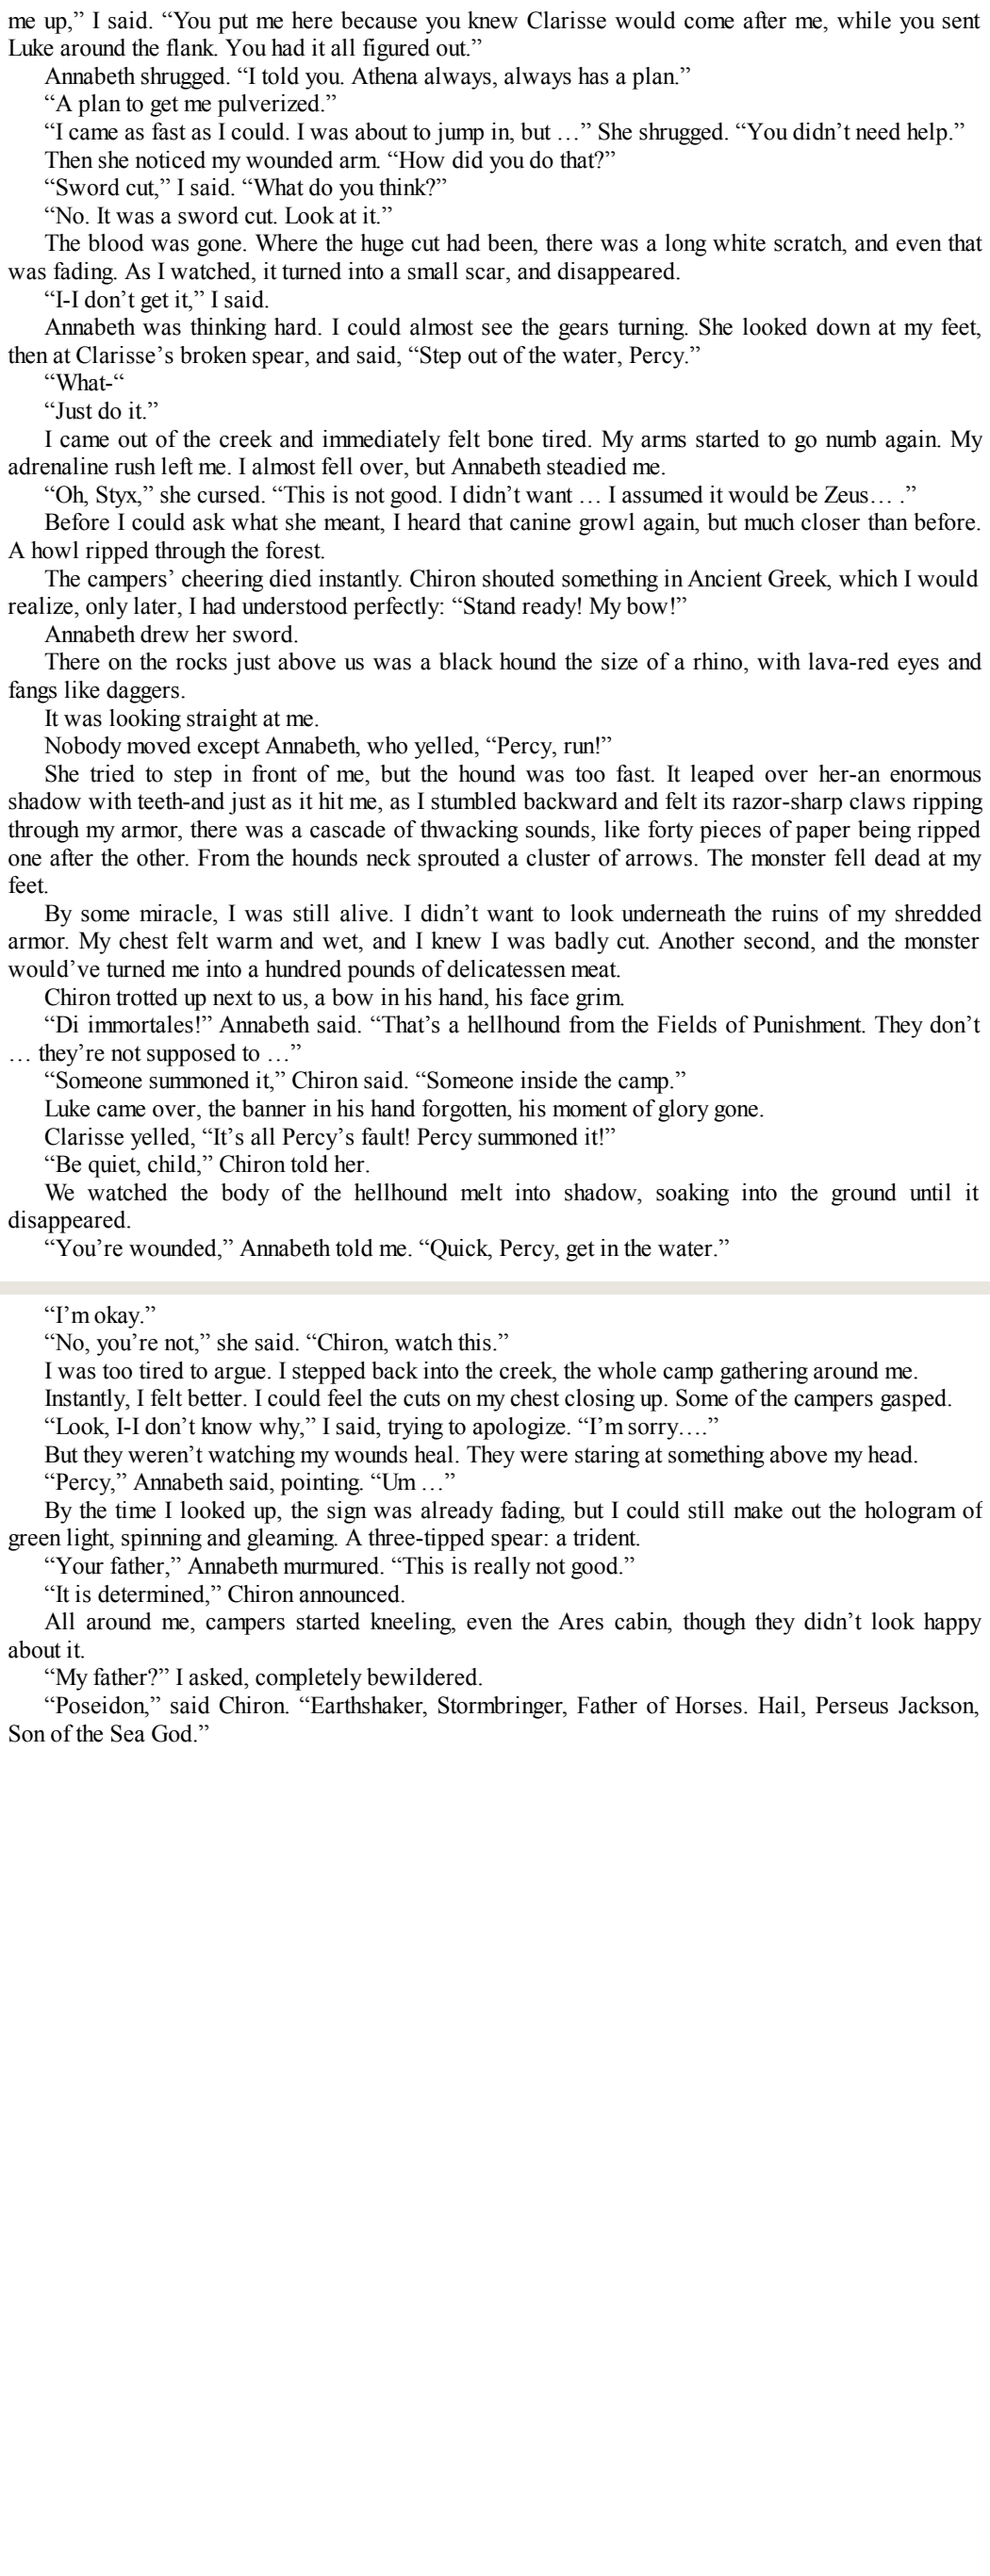 me up,” I said. “You put me here because you knew Clarisse would come after me, while you sent
Luke around the flank. You had it all figured out.”
Annabeth shrugged. “I told you. Athena always, always has a plan.”
“A plan to get me pulverized.”
“I came as fast as I could. I was about to jump in, but …” She shrugged. “You didn’t need help.”
Then she noticed my wounded arm. “How did you do that?”
“Sword cut,” I said. “What do you think?”
“No. It was a sword cut. Look at it.”
The blood was gone. Where the huge cut had been, there was a long white scratch, and even that
was fading. As I watched, it turned into a small scar, and disappeared.
“I-I don’t get it,” I said.
Annabeth was thinking hard. I could almost see the gears turning. She looked down at my feet,
then at Clarisse’s broken spear, and said, “Step out of the water, Percy.”
“What-“
“Just do it.”
I came out of the creek and immediately felt bone tired. My arms started to go numb again. My
adrenaline rush left me. I almost fell over, but Annabeth steadied me.
“Oh, Styx,” she cursed. “This is not good. I didn’t want … I assumed it would be Zeus… .”
Before I could ask what she meant, I heard that canine growl again, but much closer than before.
A howl ripped through the forest.
The campers’ cheering died instantly. Chiron shouted something in Ancient Greek, which I would
realize, only later, I had understood perfectly: “Stand ready! My bow!”
Annabeth drew her sword.
There on the rocks just above us was a black hound the size of a rhino, with lava-red eyes and
fangs like daggers.
It was looking straight at me.
Nobody moved except Annabeth, who yelled, “Percy, run!”
She tried to step in front of me, but the hound was too fast. It leaped over her-an enormous
shadow with teeth-and just as it hit me, as I stumbled backward and felt its razor-sharp claws ripping
through my armor, there was a cascade of thwacking sounds, like forty pieces of paper being ripped
one after the other. From the hounds neck sprouted a cluster of arrows. The monster fell dead at my
feet.
By some miracle, I was still alive. I didn’t want to look underneath the ruins of my shredded
armor. My chest felt warm and wet, and I knew I was badly cut. Another second, and the monster
would’ve turned me into a hundred pounds of delicatessen meat.
Chiron trotted up next to us, a bow in his hand, his face grim.
“Di immortales!” Annabeth said. “That’s a hellhound from the Fields of Punishment. They don’t
… they’re not supposed to …”
“Someone summoned it,” Chiron said. “Someone inside the camp.”
Luke came over, the banner in his hand forgotten, his moment of glory gone.
Clarisse yelled, “It’s all Percy’s fault! Percy summoned it!”
“Be quiet, child,” Chiron told her.
We watched the body of the hellhound melt into shadow, soaking into the ground until it
disappeared.
“You’re wounded,” Annabeth told me. “Quick, Percy, get in the water.”
“I’m okay.”
“No, you’re not,” she said. “Chiron, watch this.”
I was too tired to argue. I stepped back into the creek, the whole camp gathering around me.
Instantly, I felt better. I could feel the cuts on my chest closing up. Some of the campers gasped.
“Look, I-I don’t know why,” I said, trying to apologize. “I’m sorry….”
But they weren’t watching my wounds heal. They were staring at something above my head.
“Percy,” Annabeth said, pointing. “Um …”
By the time I looked up, the sign was already fading, but I could still make out the hologram of
green light, spinning and gleaming. A three-tipped spear: a trident.
“Your father,” Annabeth murmured. “This is really not good.”
“It is determined,” Chiron announced.
All around me, campers started kneeling, even the Ares cabin, though they didn’t look happy
about it.
“My father?” I asked, completely bewildered.
“Poseidon,” said Chiron. “Earthshaker, Stormbringer, Father of Horses. Hail, Perseus Jackson,
Son of the Sea God.”